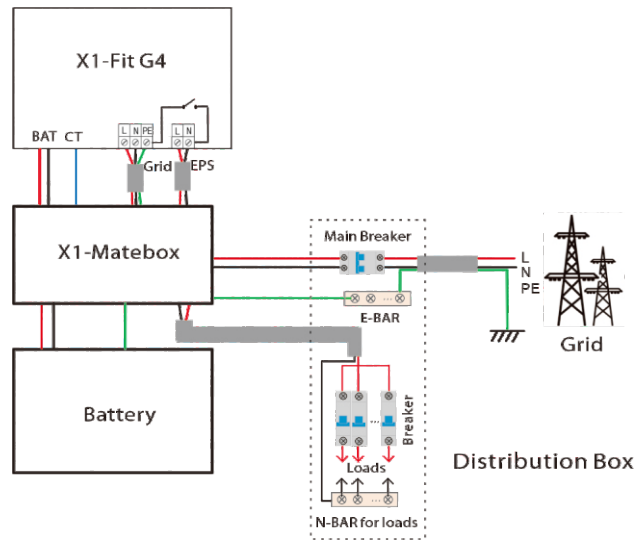 X1-Fit G4
BAT CT
L N PE
L N
Grid
EPS
X1-Matebox
Main Breaker
L
N
PE
E-BAR
Grid
Battery
Breaker
Loads
Distribution Box
N-BAR for loads